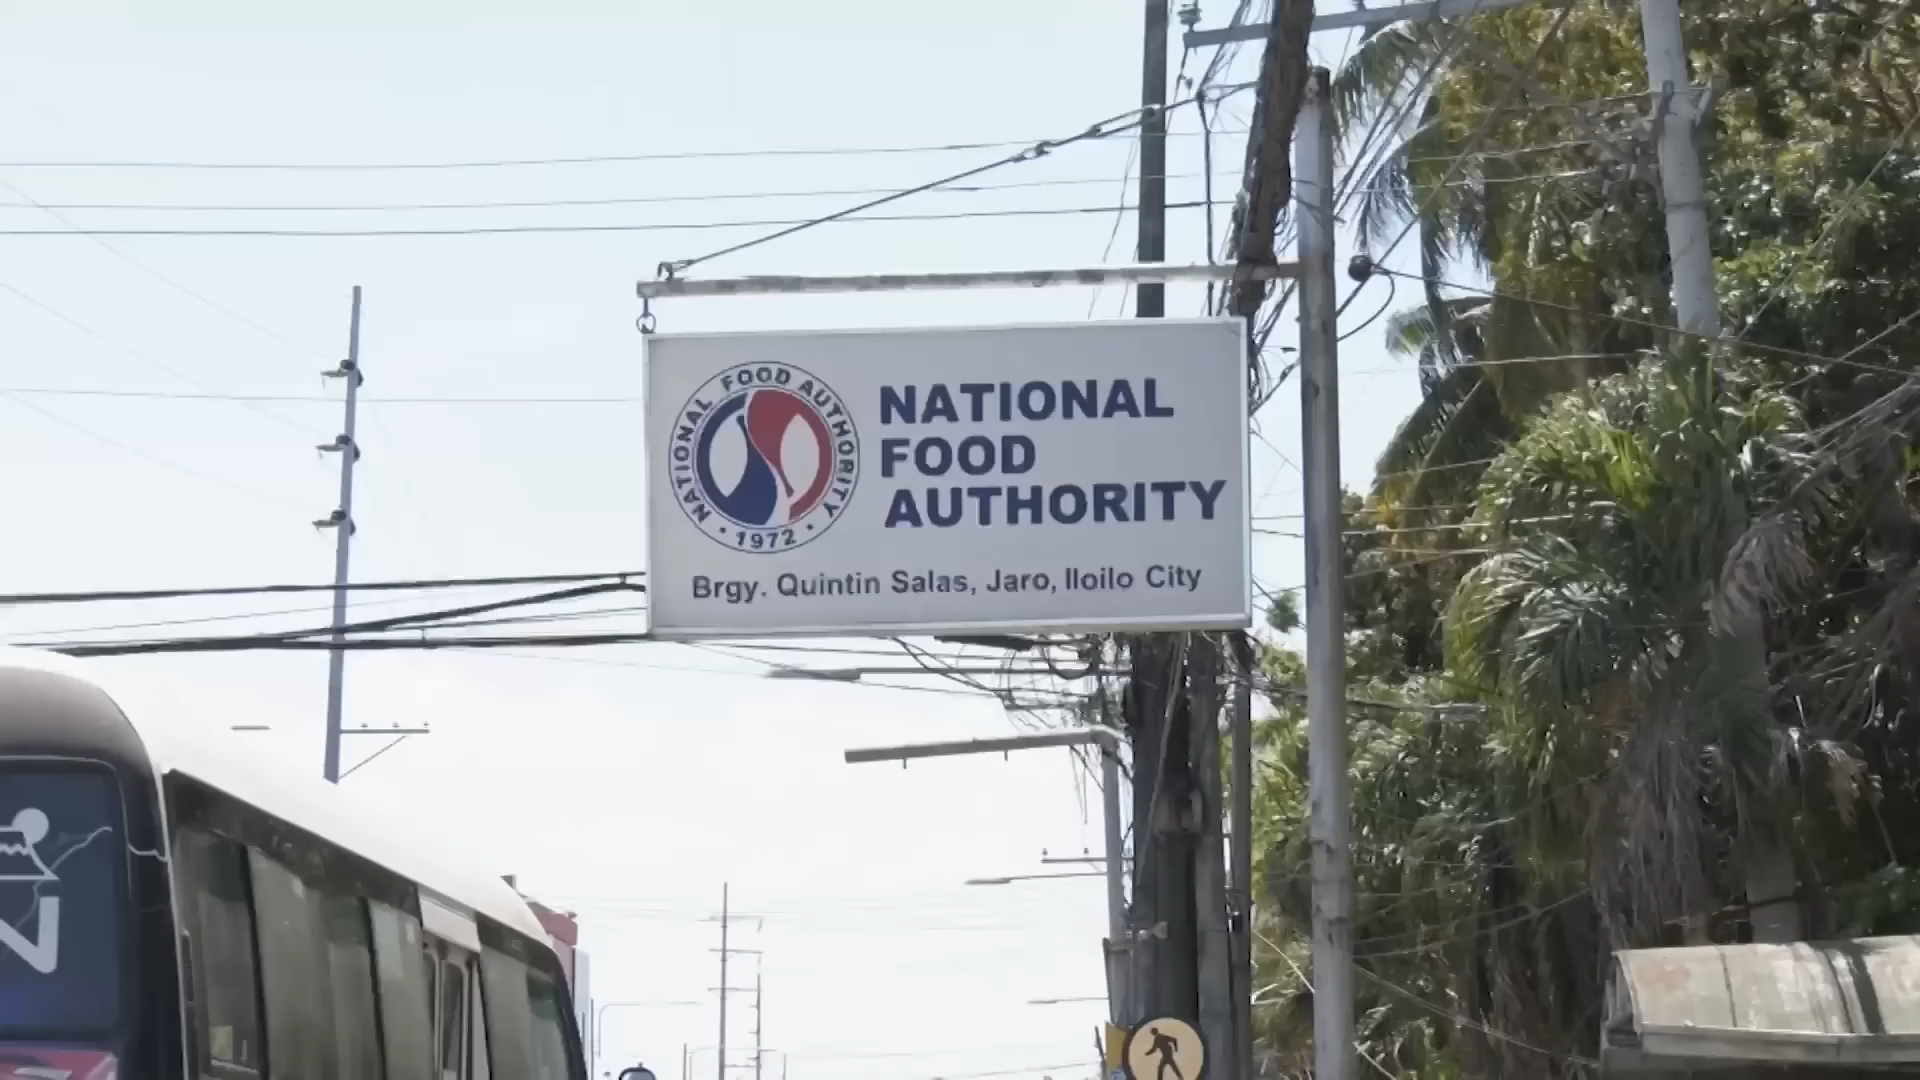 NATIONAL FOOD AUTHORITY
• 1972 •
NATIONAL
FOOD
AUTHORITY
Brgy. Quintin Salas, Jaro, Iloilo City
N